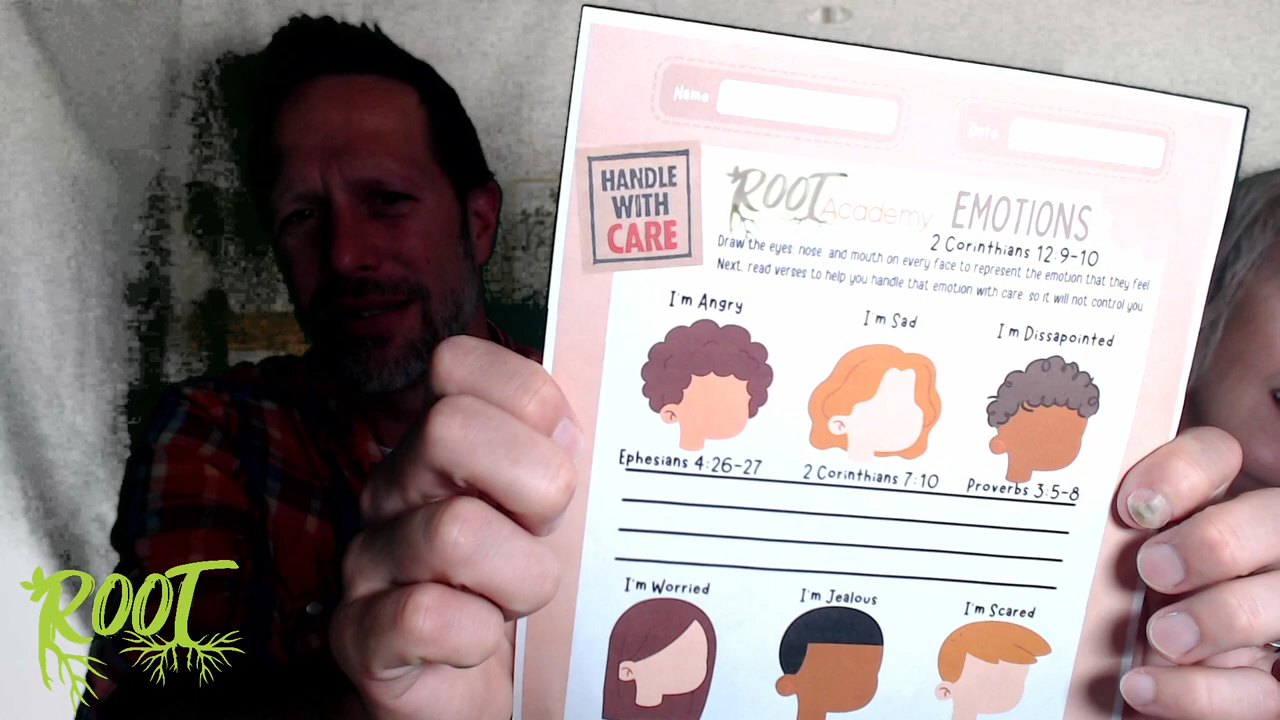 Name
Date
HANDLE
WITH
CARE
ROOT Academy EMOTIONS
2 Corinthians 12:9-10
Draw the eyes nose and mouth on every face to represent the emotion that they feel
Next, read verses to help you handle that emotion with care so it will not control you
I'm Angry
I'm Sad
I'm Dissapointed
Ephesians 4:26-27
2 Corinthians 7:10
Proverbs 3:5-8
I'm Worried
I'm Jealous
I'm Scared
ROOT